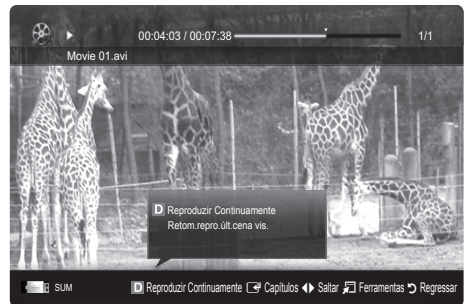 00:04:03 / 00:07:38 1/1
Movie 01.avi
D Reproduzir Continuamente
Retom.repro.últ.cena vis.
SUM D Reproduzir Continuamente Capítulos Saltar Ferramentas Regressar